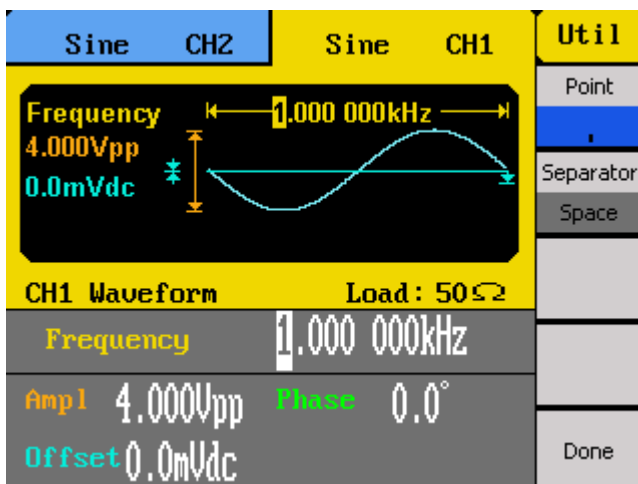 Sine CH2
Sine CH1
Util
Frequency 1.000 000kHz
4.000Vpp
0.0mVdc
CH1 Waveform Load: 50Ω
Frequency 1.000 000kHz
Ampl 4.000Vpp Phase 0.0°
Offset 0.0mVdc
Point
.
Separator
Space
Done